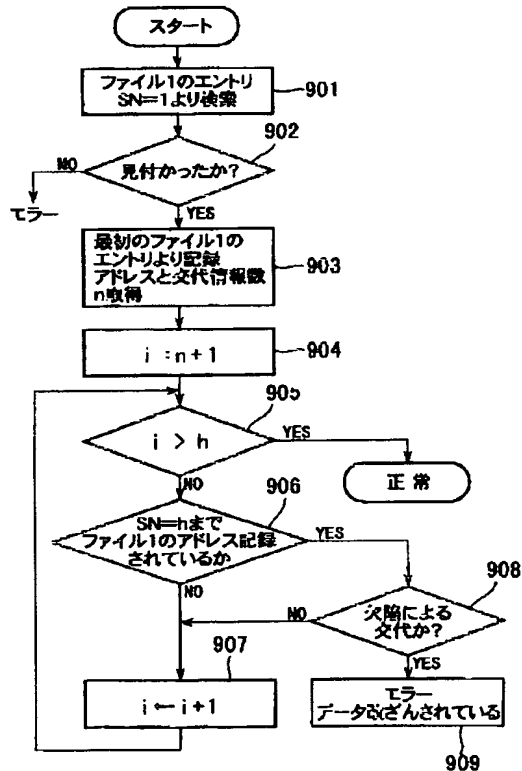 スタート
ファイル1のエントリ
SN=1より検索
901
902
見付かったか?
NO
エラー
YES
最初のファイル1の
エントリより記録
アドレスと交代情報数
n取得
903
i :n+1
904
905
i > h
YES
正 常
NO
906
SN=hまで
ファイル1のアドレス記録
されているか
YES
NO
908
欠陥による
交代か?
NO
YES
907
i←i+1
エラー
データ改ざんされている
909